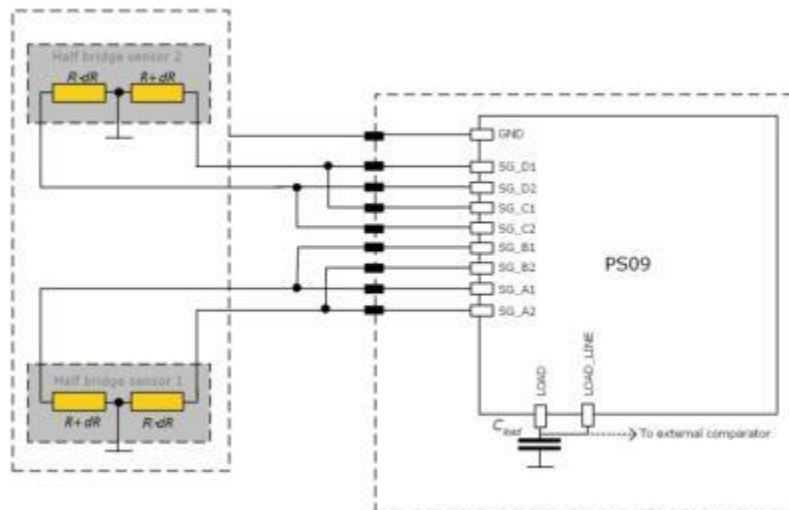 Half bridge sensor 2
R-dR R+dR
GND
SG_D1
SG_D2
SG_C1
SG_C2
SG_B1
SG_B2
SG_A1
SG_A2
PS09
LOAD
LOAD_LINE
Half bridge sensor 1
R+dR R-dR
Cload
To external comparator